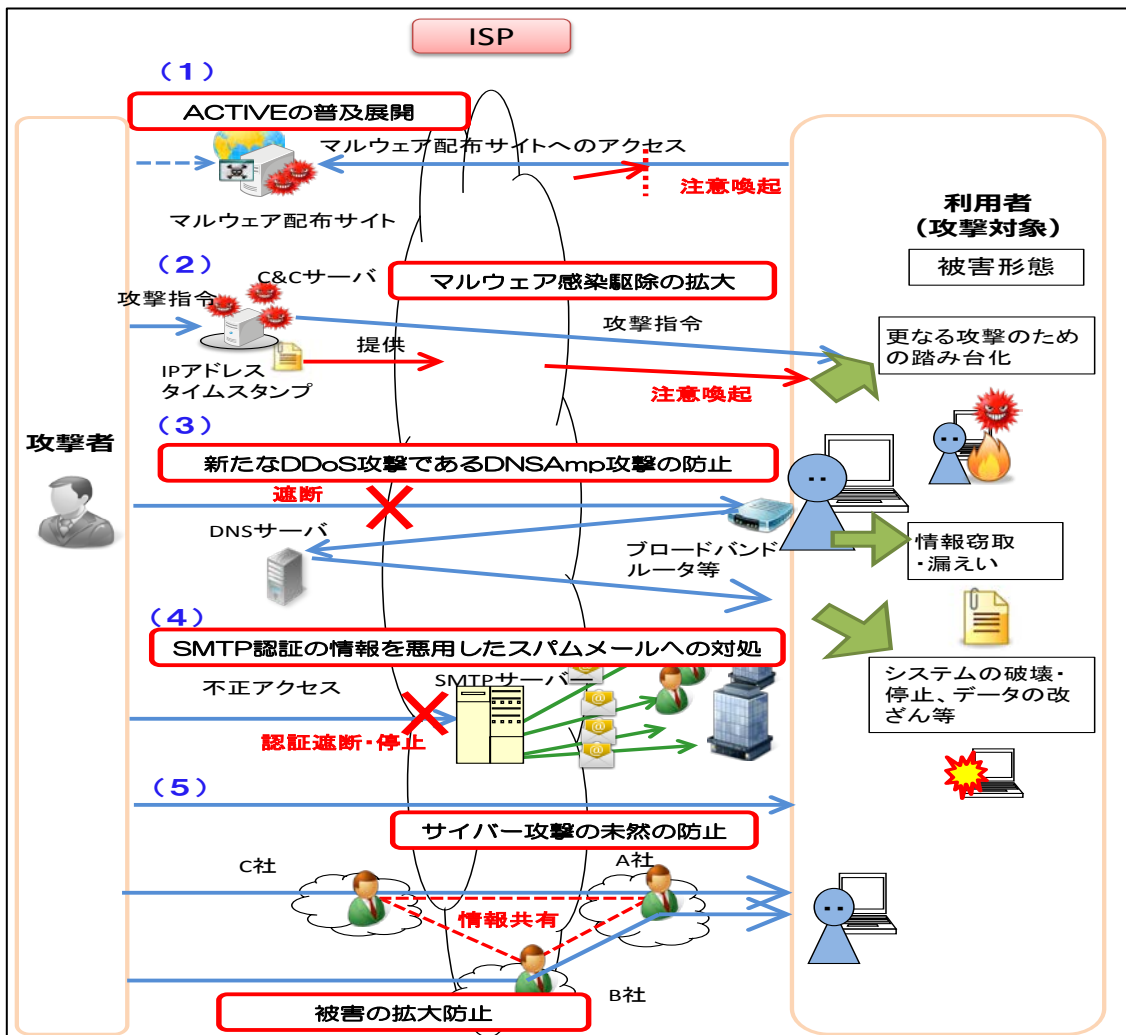 ISP
(1)
ACTIVEの普及展開
マルウェア配布サイトへのアクセス
注意喚起
マルウェア配布サイト
利用者
(攻撃対象)
被害形態
(2)
C&Cサーバ
マルウェア感染駆除の拡大
攻撃指令
攻撃指令
提供
IPアドレス
タイムスタンプ
注意喚起
更なる攻撃のため
の踏み台化
攻撃者
(3)
新たなDDoS攻撃であるDNSAmp攻撃の防止
遮断
DNSサーバ
ブロードバンド
ルータ等
情報窃取
・漏えい
(4)
SMTP認証の情報を悪用したスパムメールへの対処
不正アクセス
SMTPサーバー
認証遮断・停止
システムの破壊・
停止、データの改
ざん等
(5)
サイバー攻撃の未然の防止
C社
A社
情報共有
B社
被害の拡大防止